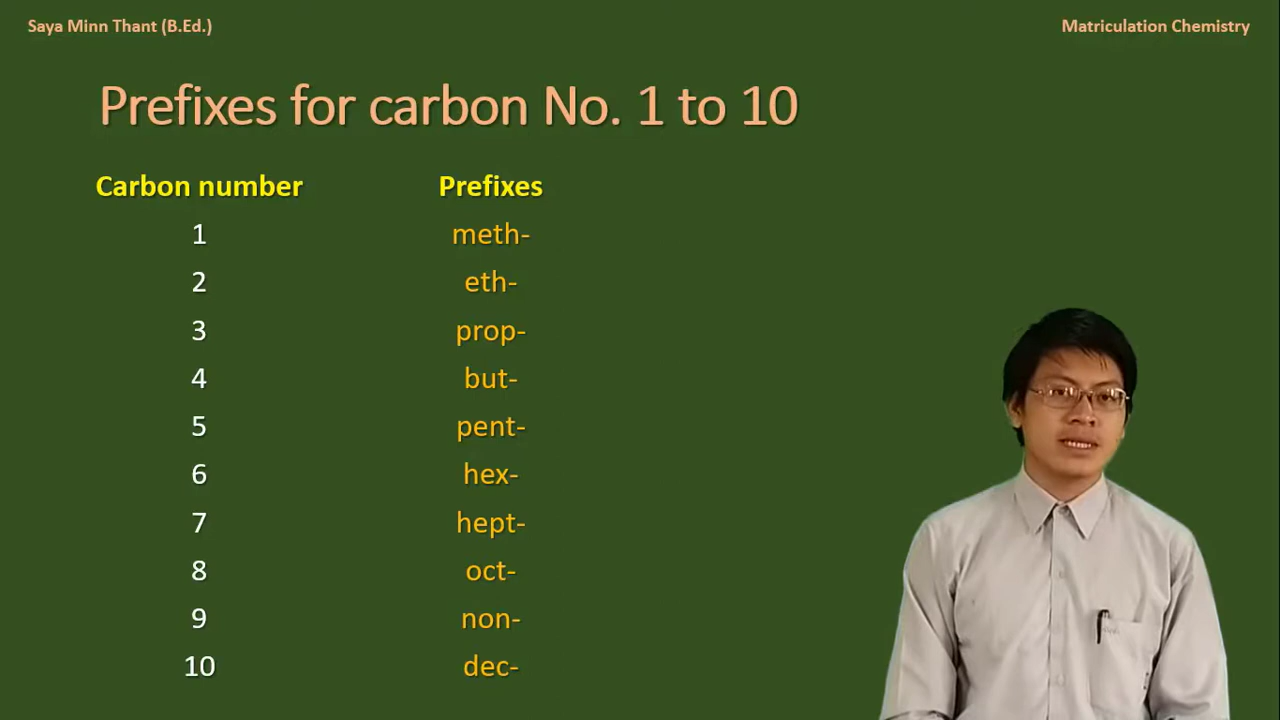 Saya Minn Thant (B.Ed.) Matriculation Chemistry
Prefixes for carbon No. 1 to 10
Carbon number Prefixes
1 meth-
2 eth-
3 prop-
4 but-
5 pent-
6 hex-
7 hept-
8 oct-
9 non-
10 dec-